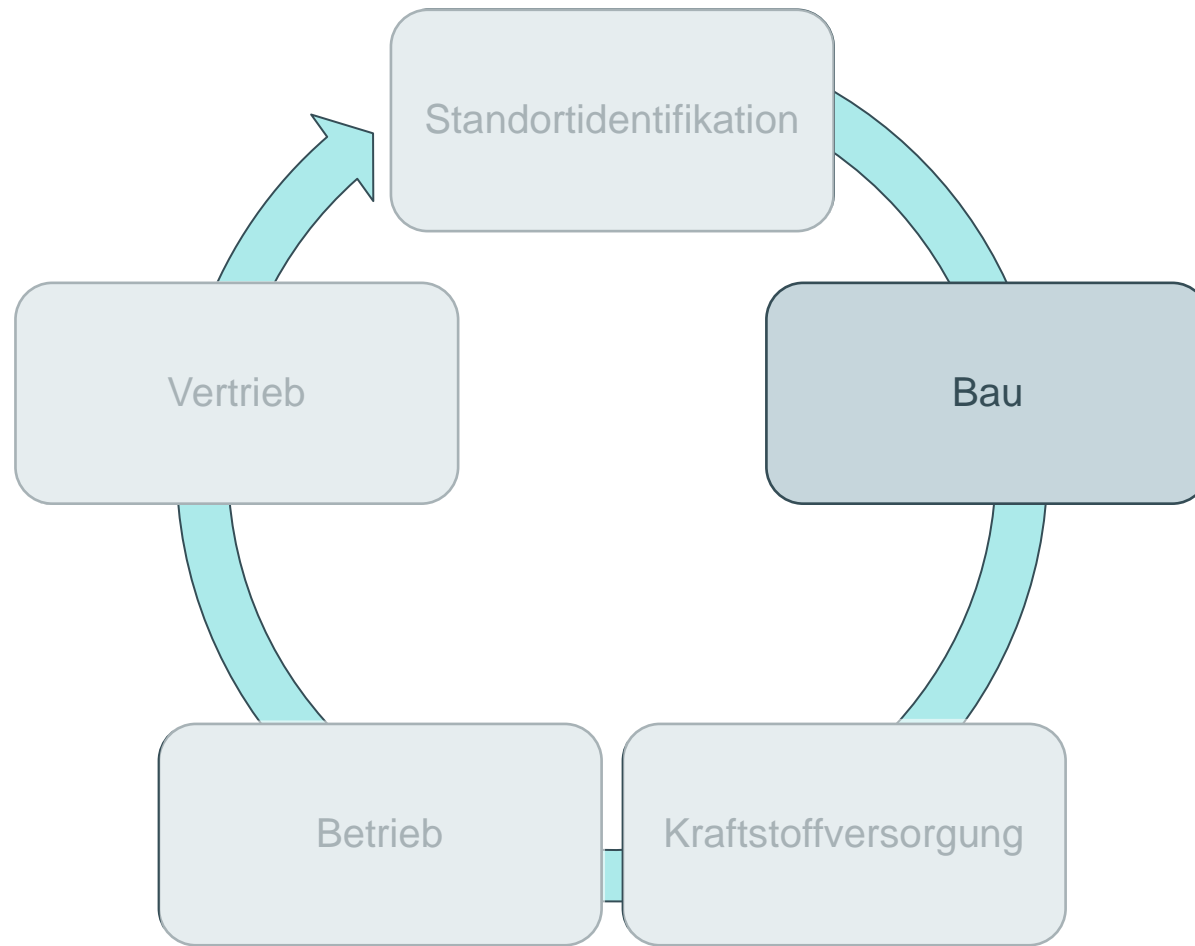 Standortidentifikation
Vertrieb
Bau
Betrieb
Kraftstoffversorgung